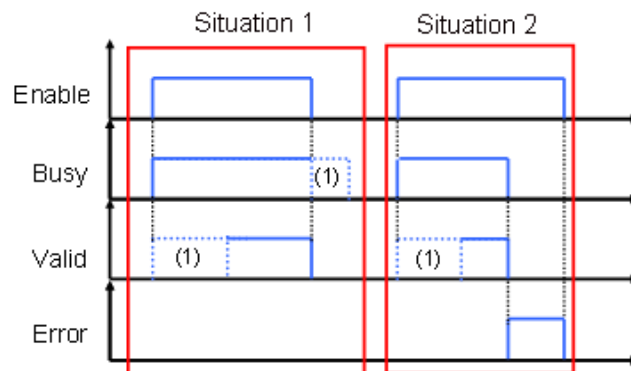 Situation 1
Situation 2
Enable
Busy
(1)
Valid
(1)
(1)
Error